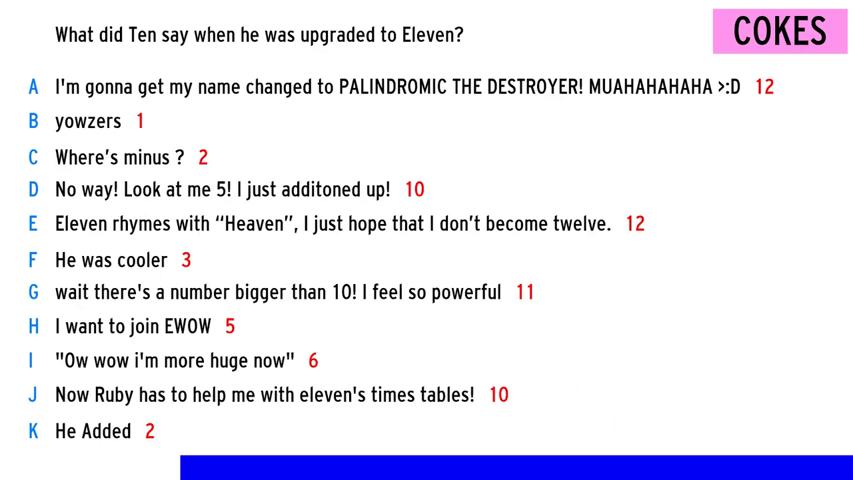 What did Ten say when he was upgraded to Eleven?
COKES
A I'm gonna get my name changed to PALINDROMIC THE DESTROYER! MUAHAHAHAHA >:D 12
B yowzers 1
C Where's minus ? 2
D No way! Look at me 5! I just additoned up! 10
E Eleven rhymes with “Heaven”, I just hope that I don’t become twelve. 12
F He was cooler 3
G wait there's a number bigger than 10! I feel so powerful 11
H I want to join EWOW 5
I "Ow wow i'm more huge now" 6
J Now Ruby has to help me with eleven's times tables! 10
K He Added 2